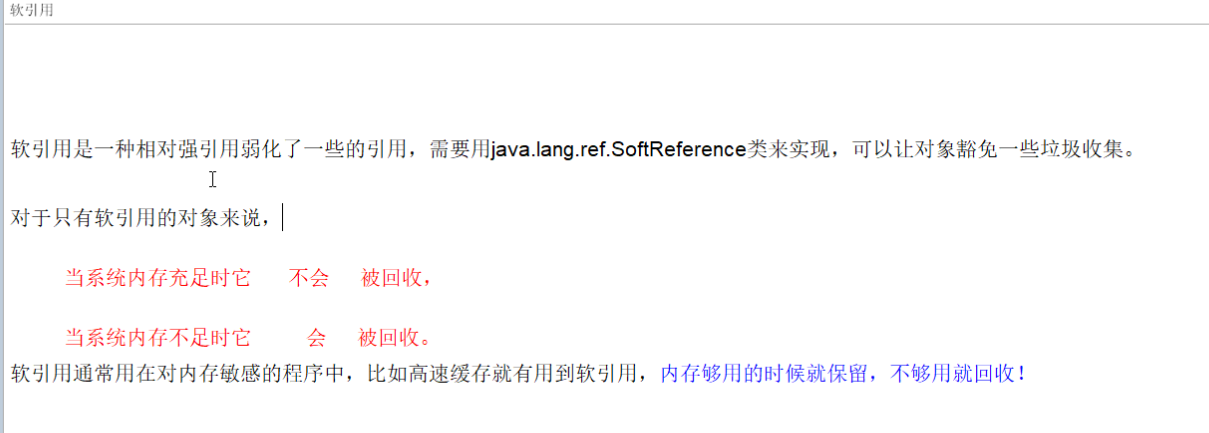 软引用
软引用是一种相对强引用弱化了一些的引用，需要用java.lang.ref.SoftReference类来实现，可以让对象豁免一些垃圾收集。
对于只有软引用的对象来说，
当系统内存充足时它 不会 被回收，
当系统内存不足时它 会 被回收。
软引用通常用在对内存敏感的程序中，比如高速缓存就有用到软引用，内存够用的时候就保留，不够用就回收！